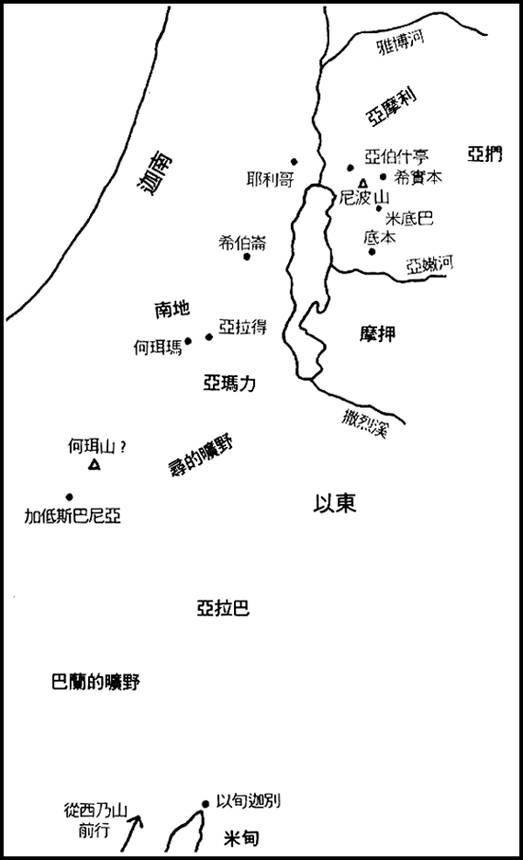 雅博河
亞摩利
亞捫
迦南
耶利哥
亞伯什亭
希實本
尼波山
米底巴
底本
希伯崙
亞嫩河
南地
亞拉得
何珥瑪
摩押
亞瑪力
撒烈溪
何珥山?
尋的曠野
加低斯巴尼亞
以東
亞拉巴
巴蘭的曠野
以旬迦別
從西乃山
前行
米甸